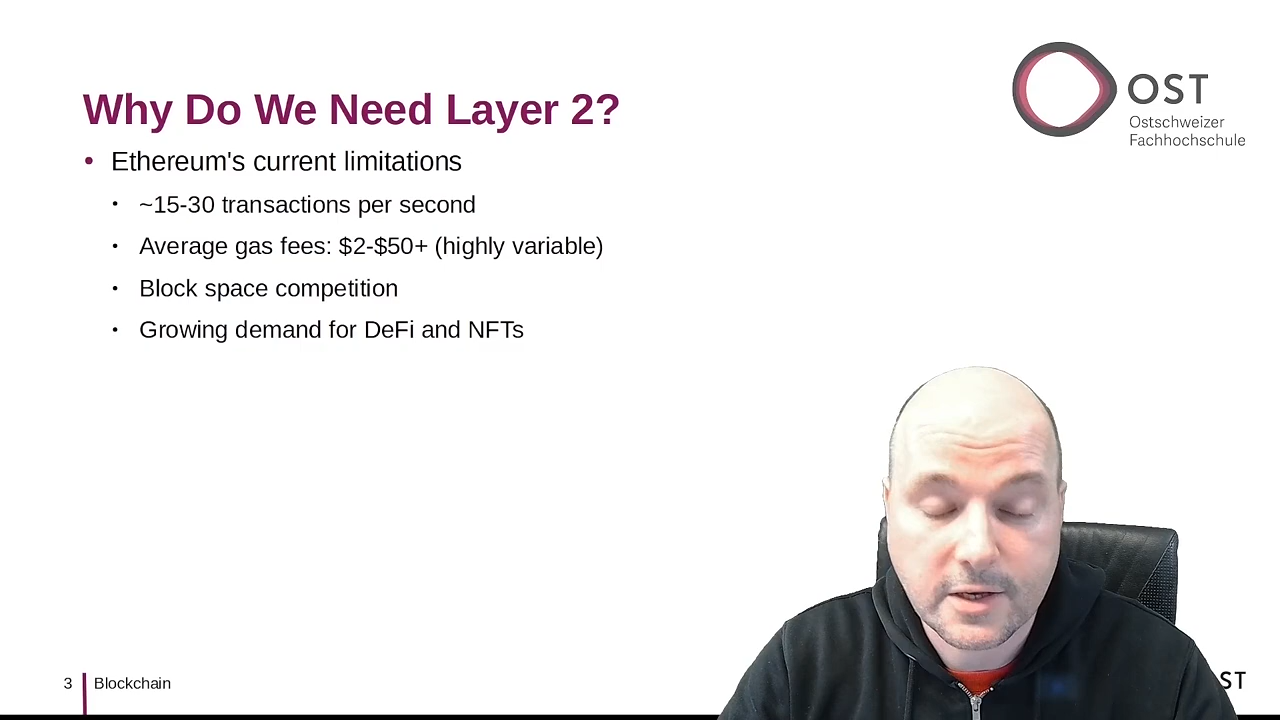 OST
Ostschweizer
Fachhochschule
Why Do We Need Layer 2?
• Ethereum's current limitations
• ~15-30 transactions per second
• Average gas fees: $2-$50+ (highly variable)
• Block space competition
• Growing demand for DeFi and NFTs
3 Blockchain
ST